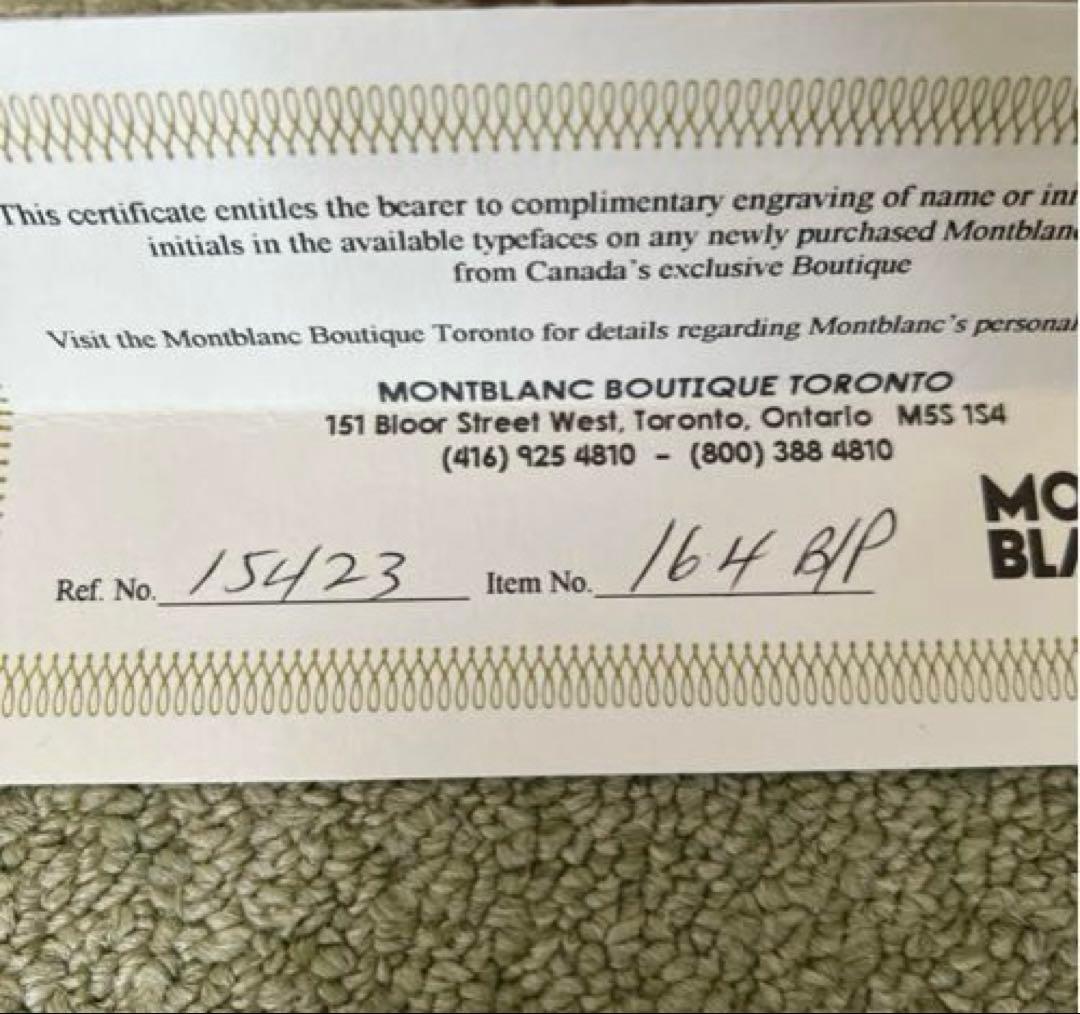 This certificate entitles the bearer to complimentary engraving of name or
initials in the available typefaces on any newly purchased
from Canada's exclusive Boutique
Visit the Montblanc Boutique Toronto for details regarding Montblanc's
MONTBLANC BOUTIQUE TORONTO
151 Bloor Street West, Toronto, Ontario M5S 1S4
(416) 925 4810 - (800) 388 4810
MO
BL
Ref. No. 15423 Item No. 164 B/P